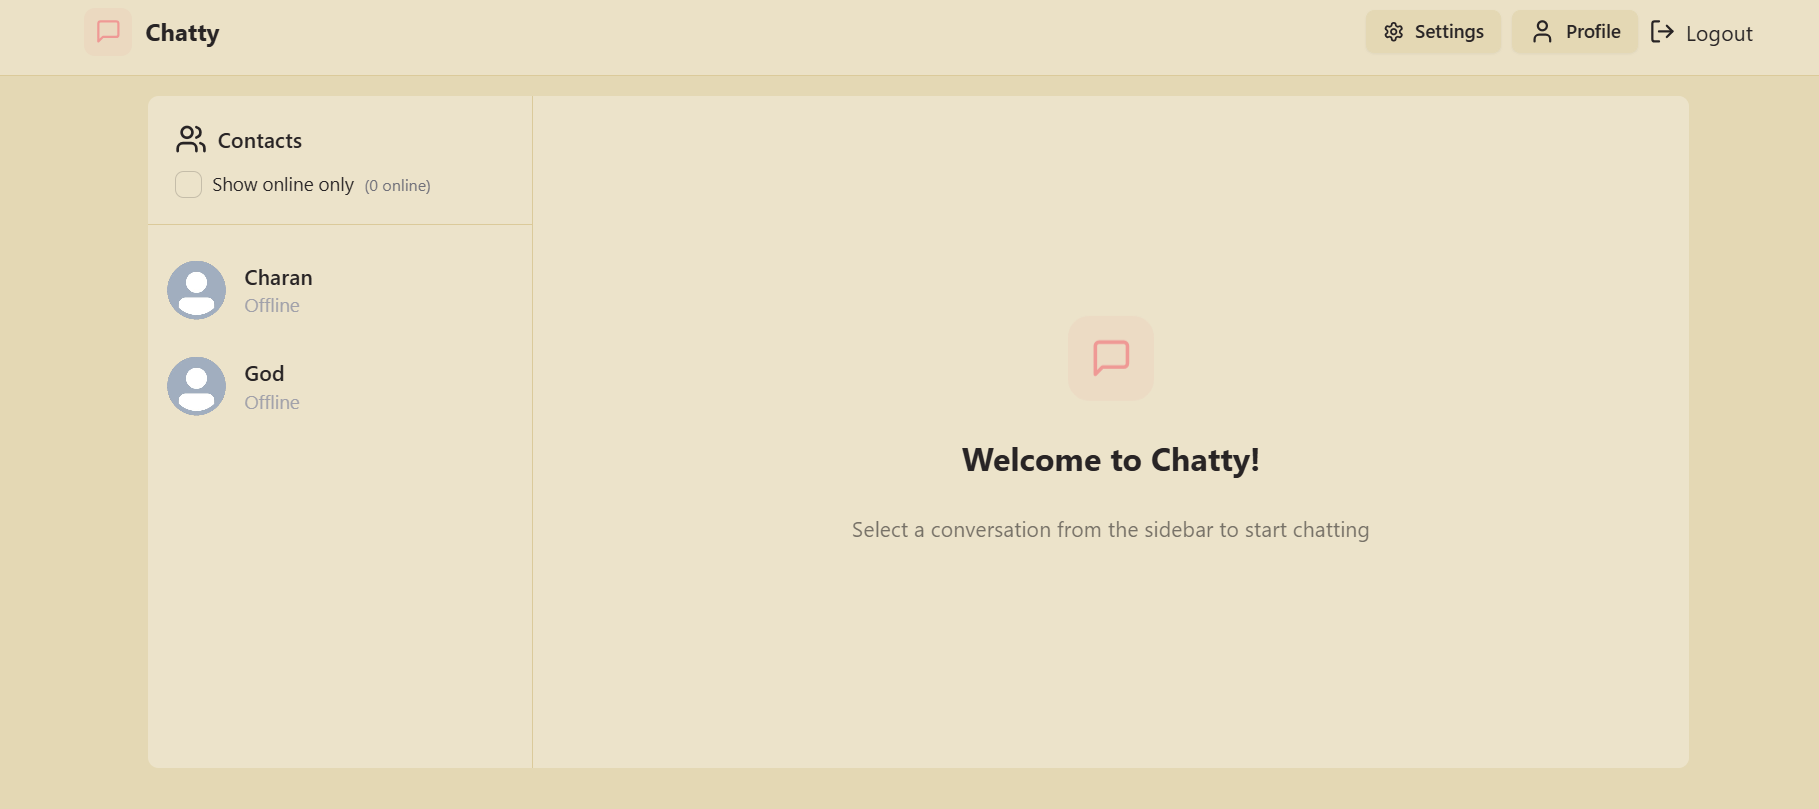 Chatty
Settings
Profile
Logout
Contacts
Show online only (0 online)
Charan
Offline
God
Offline
Welcome to Chatty!
Select a conversation from the sidebar to start chatting